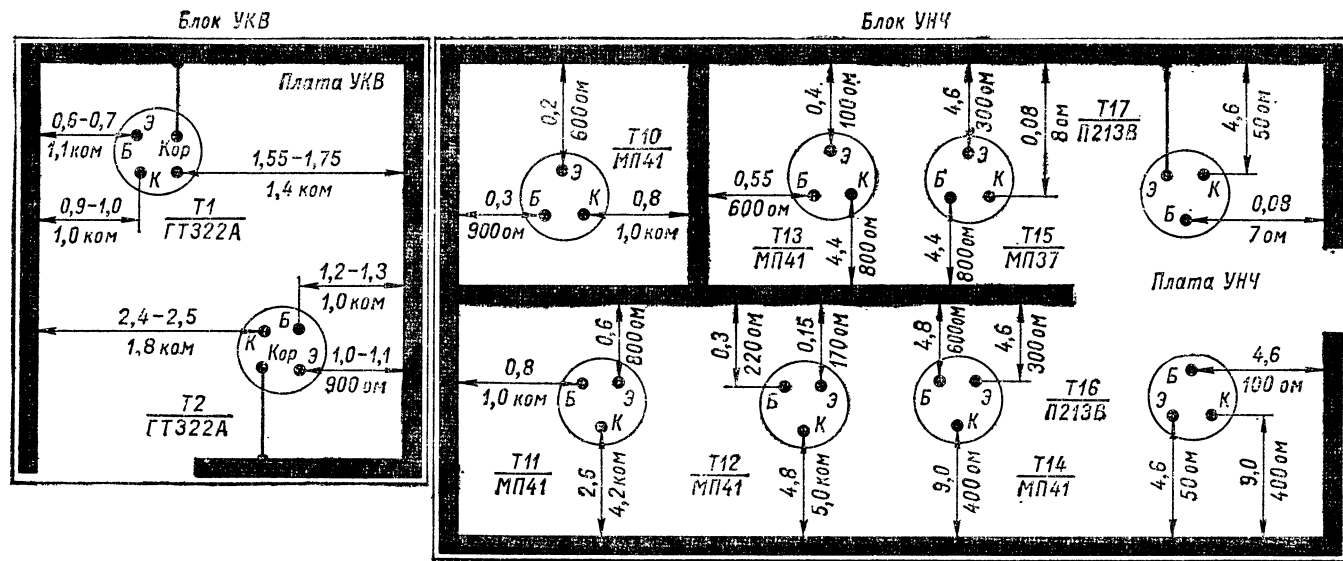 Блок УКВ
Плата УКВ
0,6-0,7
1,1 ком
Э
Б
Кор
К
1,55-1,75
1,4 ком
0,9-1,0
1,0 ком
Т1
ГТ322А
1,2-1,3
1,0 ком
2,4-2,5
1,8 ком
Б
К
Кор
Э
1,0-1,1
900 ом
Т2
ГТ322А
Блок УНЧ
0,2
600 ом
Т10
МП41
Э
Б
К
0,3
900 ом
0,8
1,0 ком
0,4
100 ом
Э
Б
К
0,55
600 ом
Т13
МП41
4,4
800 ом
4,6
300 ом
Э
Б
К
0,08
8 ом
4,4
800 ом
Т15
МП37
Т17
П213В
4,6
50 ом
Э
К
Б
0,08
7 ом
Плата УНЧ
0,6
800 ом
0,8
1,0 ком
Б
Э
К
Т11
МП41
2,6
4,2 ком
0,3
220 ом
0,15
170 ом
Б
Э
К
Т12
МП41
4,8
5,0 ком
4,8
600 ом
4,6
300 ом
Б
Э
К
9,0
400 ом
Т14
МП41
Т16
П213В
Б
Э
К
4,6
100 ом
4,6
50 ом
9,0
400 ом